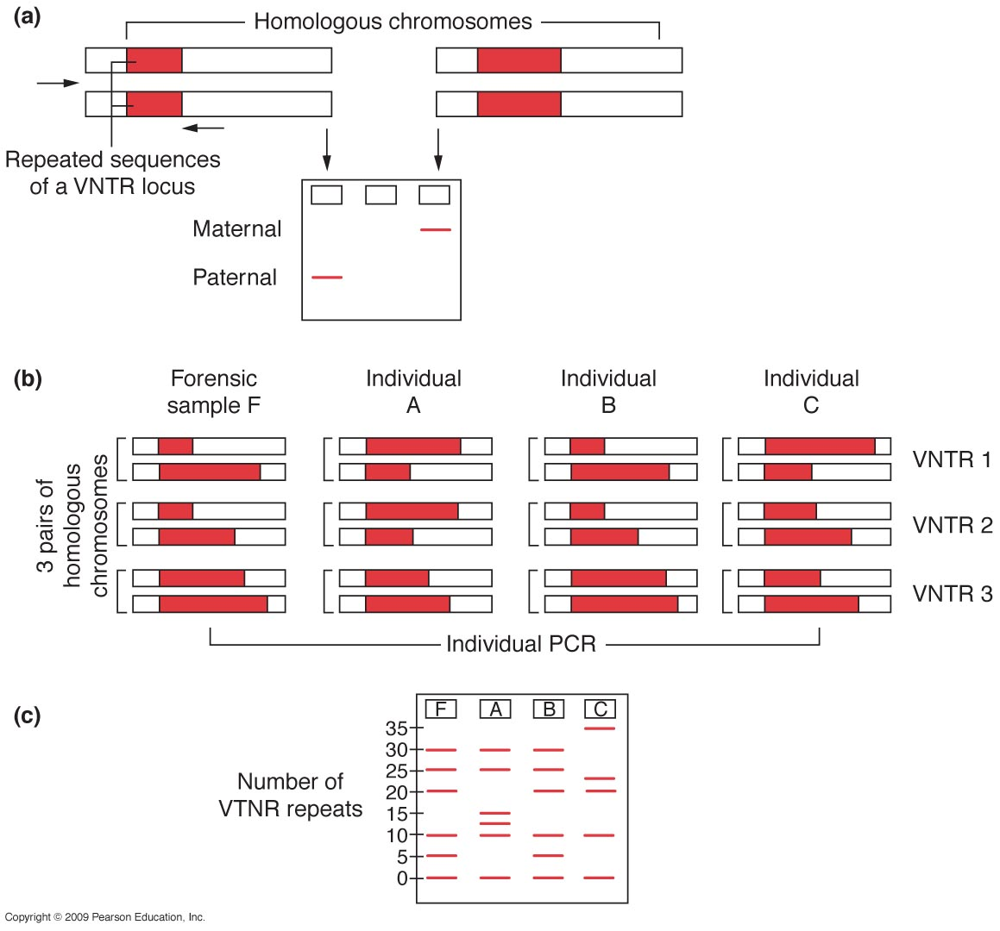 (a)
Homologous chromosomes
Repeated sequences
of a VNTR locus
Maternal
Paternal
(b)
Forensic
sample F
Individual
A
Individual
B
Individual
C
3 pairs of
homologous
chromosomes
VNTR 1
VNTR 2
VNTR 3
Individual PCR
(c)
F A B C
35
30
25
20
15
10
5
0
Number of
VTNR repeats
Copyright © 2009 Pearson Education, Inc.